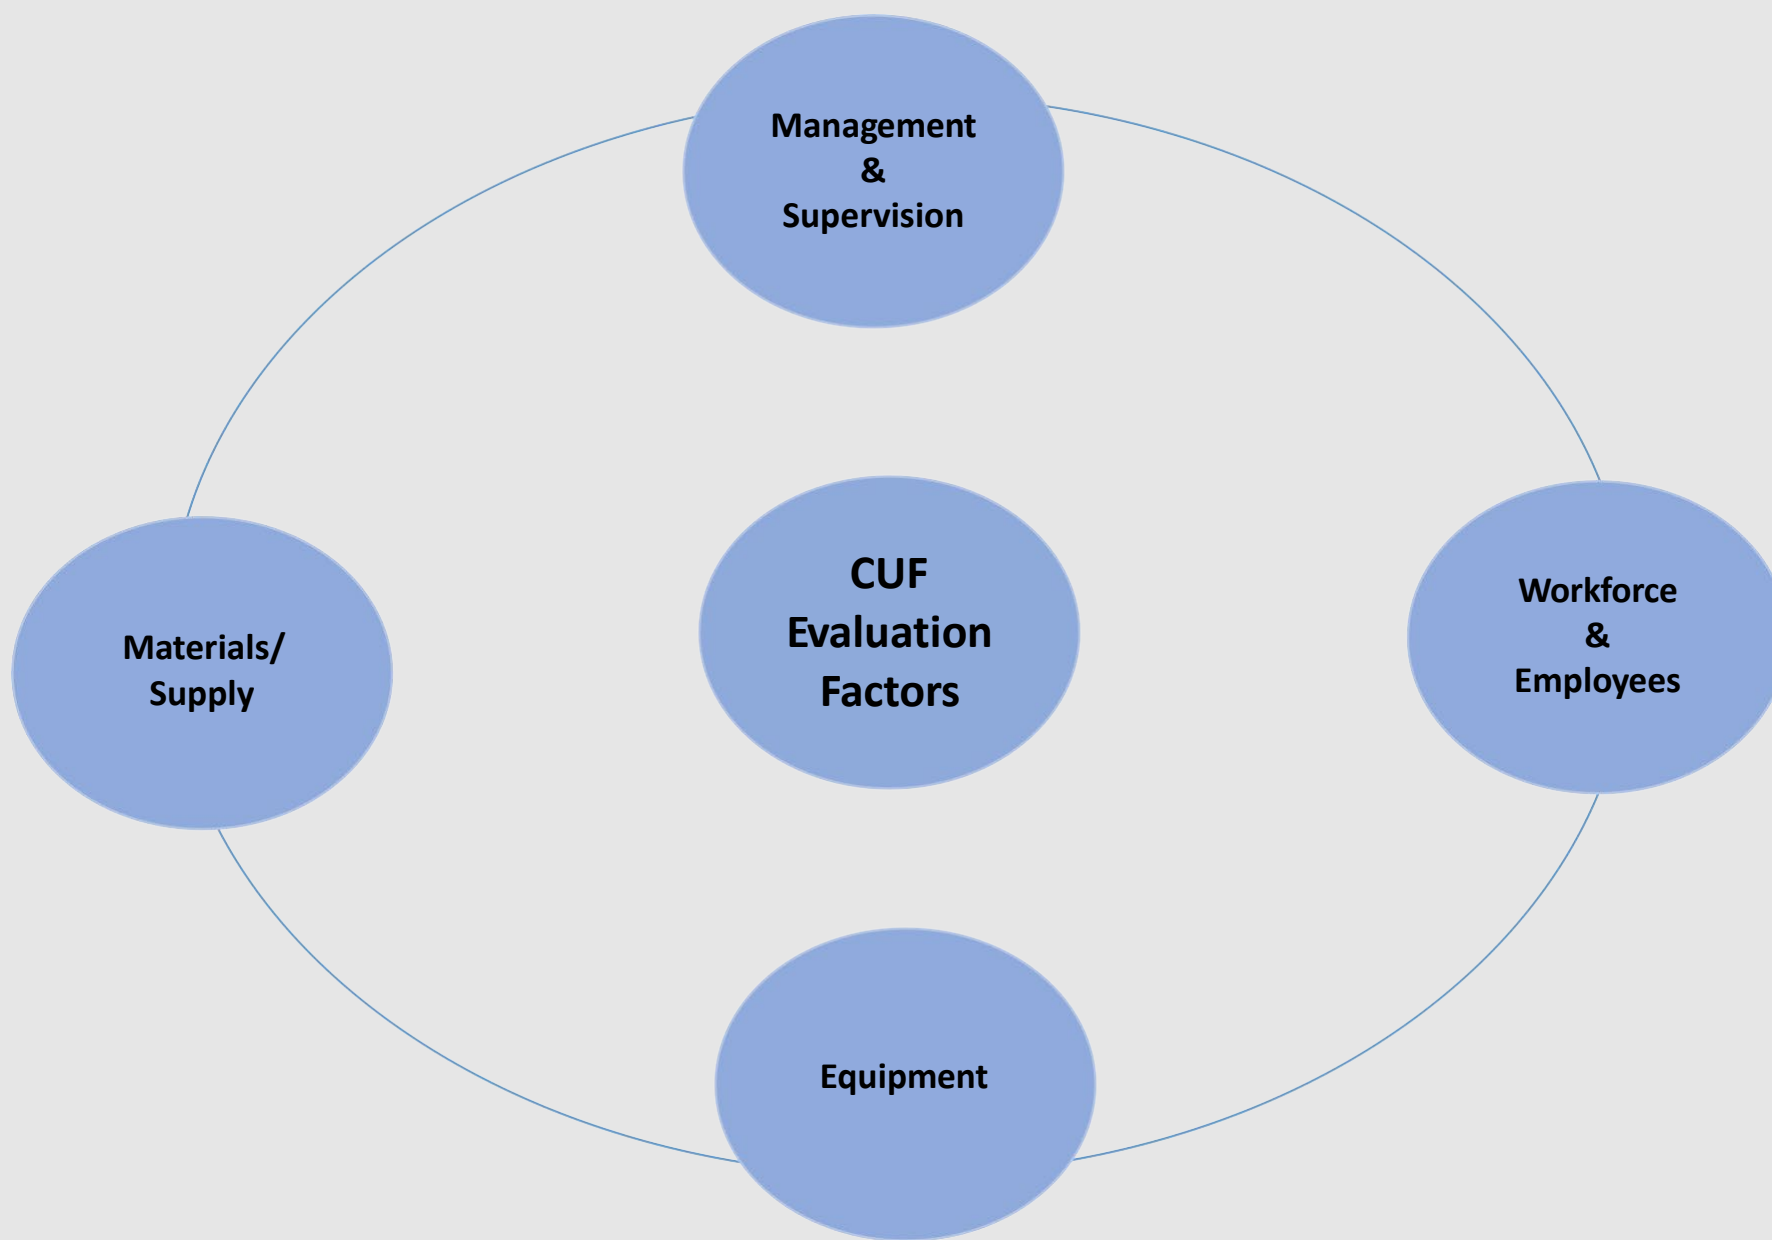 Management
&
Supervision
CUF
Evaluation
Factors
Workforce
&
Employees
Materials/
Supply
Equipment